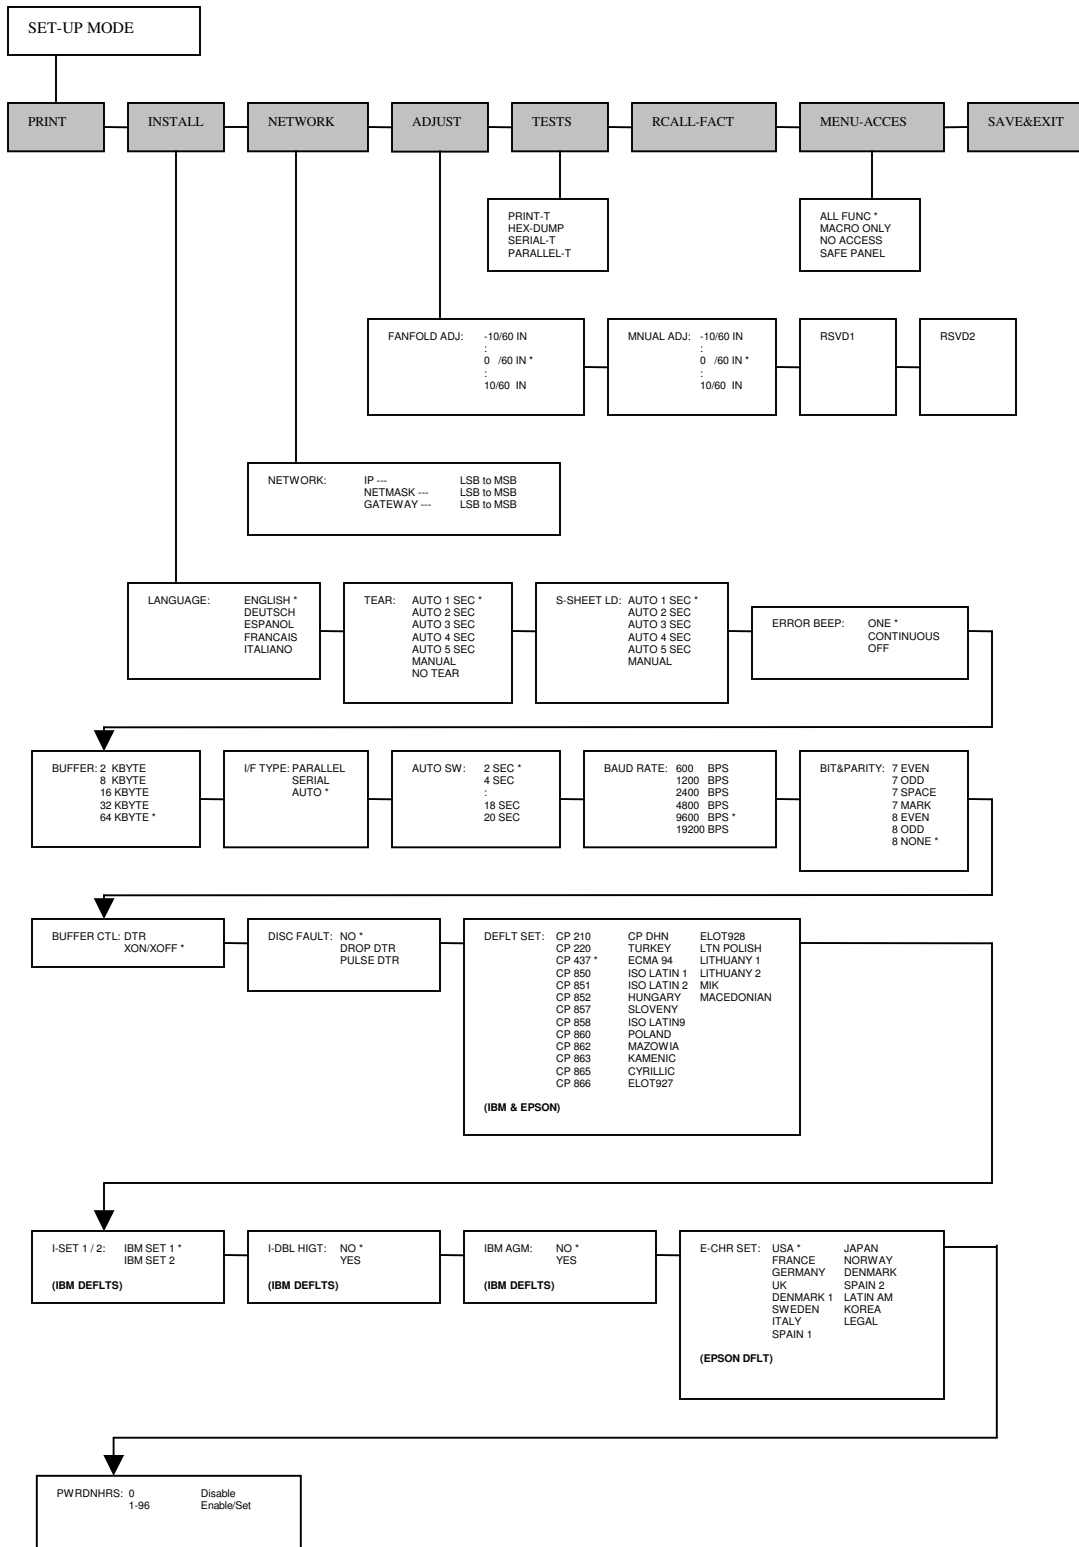 SET-UP MODE
PRINT
INSTALL
NETWORK
ADJUST
TESTS
RCALL-FACT
MENU-ACCES
SAVE&EXIT
PRINT-T
HEX-DUMP
SERIAL-T
PARALLEL-T
ALL FUNC *
MACRO ONLY
NO ACCESS
SAFE PANEL
FANFOLD ADJ: -10/60 IN
:
0 /60 IN *
:
10/60 IN
MNUAL ADJ: -10/60 IN
:
0 /60 IN *
:
10/60 IN
RSVD1
RSVD2
NETWORK: IP --- LSB to MSB
NETMASK --- LSB to MSB
GATEWAY --- LSB to MSB
LANGUAGE: ENGLISH *
DEUTSCH
ESPANOL
FRANCAIS
ITALIANO
TEAR: AUTO 1 SEC *
AUTO 2 SEC
AUTO 3 SEC
AUTO 4 SEC
AUTO 5 SEC
MANUAL
NO TEAR
S-SHEET LD: AUTO 1 SEC *
AUTO 2 SEC
AUTO 3 SEC
AUTO 4 SEC
AUTO 5 SEC
MANUAL
ERROR BEEP: ONE *
CONTINUOUS
OFF
BUFFER: 2 KBYTE
8 KBYTE
16 KBYTE
32 KBYTE
64 KBYTE *
I/F TYPE: PARALLEL
SERIAL
AUTO *
AUTO SW: 2 SEC *
4 SEC
:
18 SEC
20 SEC
BAUD RATE: 600 BPS
1200 BPS
2400 BPS
4800 BPS
9600 BPS *
19200 BPS
BIT&PARITY: 7 EVEN
7 ODD
7 SPACE
7 MARK
8 EVEN
8 ODD
8 NONE *
BUFFER CTL: DTR
XON/XOFF *
DISC FAULT: NO *
DROP DTR
PULSE DTR
DEFLT SET: CP 210 CP DHN ELOT928
CP 220 TURKEY LTN POLISH
CP 437 * ECMA 94 LITHUANY 1
CP 850 ISO LATIN 1 LITHUANY 2
CP 851 ISO LATIN 2 MIK
CP 852 HUNGARY MACEDONIAN
CP 857 SLOVENY
CP 858 ISO LATIN9
CP 860 POLAND
CP 862 MAZOWIA
CP 863 KAMENIC
CP 865 CYRILLIC
CP 866 ELOT927
(IBM & EPSON)
I-SET 1 / 2: IBM SET 1 *
IBM SET 2
(IBM DEFLTS)
I-DBL HIGT: NO *
YES
(IBM DEFLTS)
IBM AGM: NO *
YES
(IBM DEFLTS)
E-CHR SET: USA * JAPAN
FRANCE NORWAY
GERMANY DENMARK
UK SPAIN 2
DENMARK 1 LATIN AM
SWEDEN KOREA
ITALY LEGAL
SPAIN 1
(EPSON DFLT)
PWRDNHRS: 0 Disable
1-96 Enable/Set